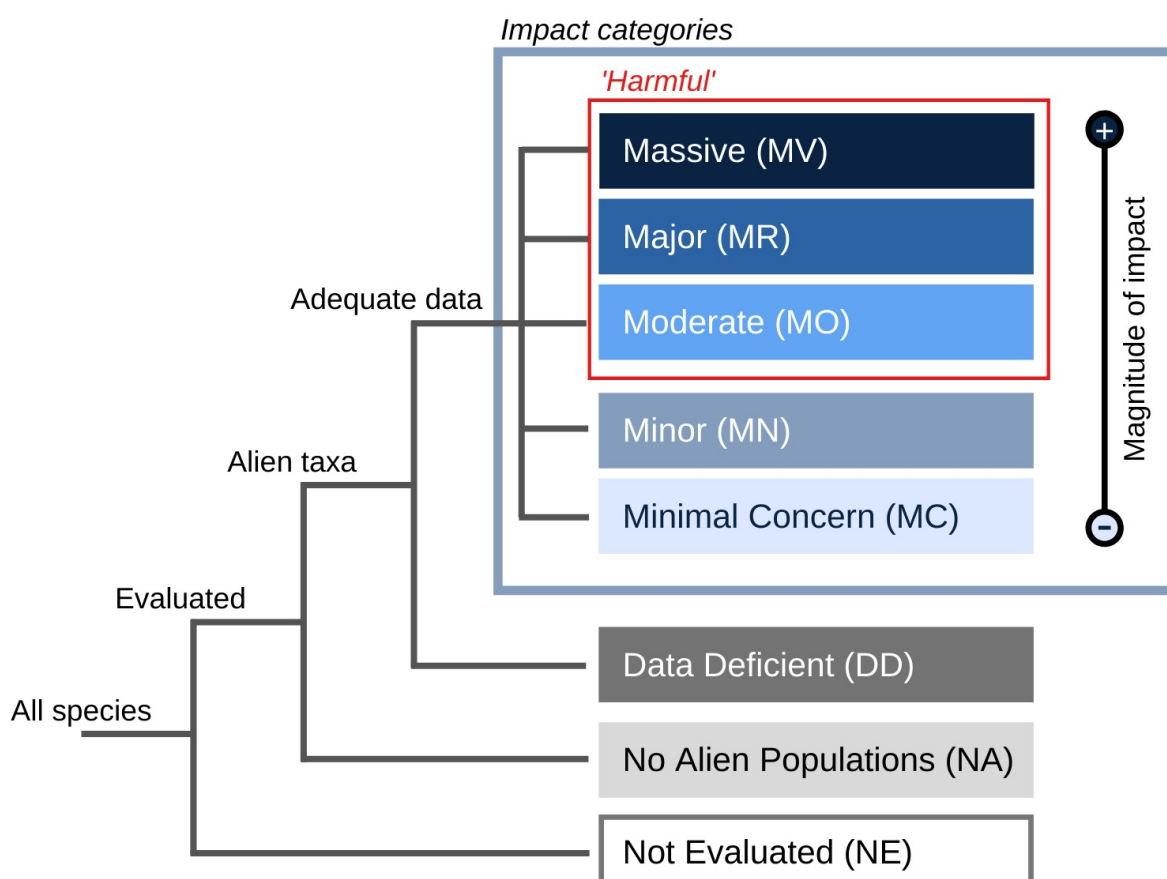 Impact categories
'Harmful'
Massive (MV)
+
Major (MR)
Magnitude of impact
Adequate data
Moderate (MO)
Minor (MN)
Alien taxa
Minimal Concern (MC)
-
Evaluated
Data Deficient (DD)
All species
No Alien Populations (NA)
Not Evaluated (NE)